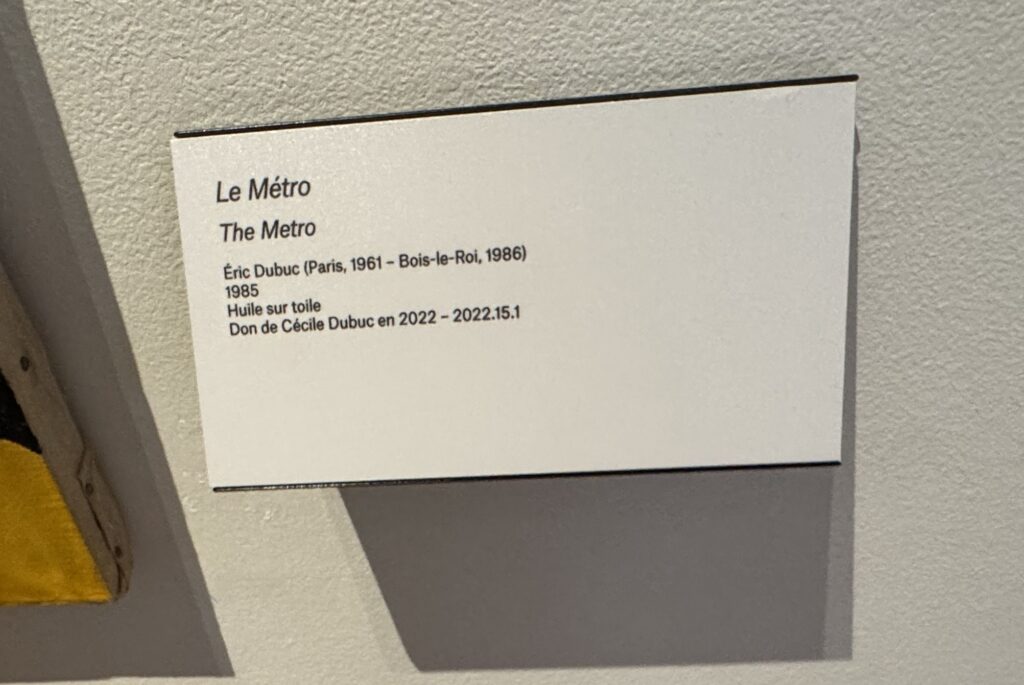 Le Métro
The Metro
Éric Dubuc (Paris, 1961 – Bois-le-Roi, 1986)
1985
Huile sur toile
Don de Cécile Dubuc en 2022 – 2022.15.1